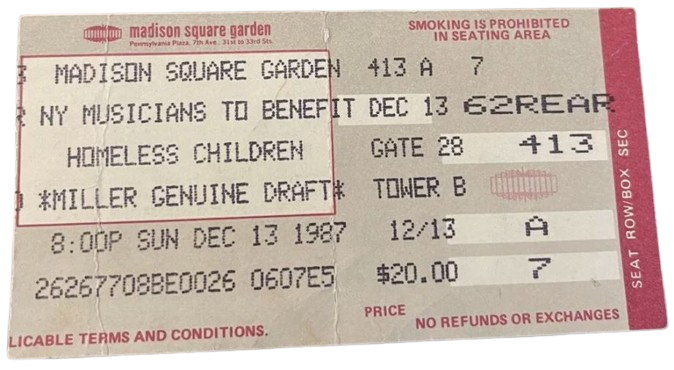 madison square garden
Pennsylvania Plaza, 7th Ave. 31st to 33rd Sts.
SMOKING IS PROHIBITED
IN SEATING AREA
MADISON SQUARE GARDEN 413 A 7
NY MUSICIANS TO BENEFIT DEC 13 62REAR
HOMELESS CHILDREN GATE 28 413
*MILLER GENUINE DRAFT* TOWER B
8:00P SUN DEC 13 1987 12/13 A
26267708BE0026 0607E5 $20.00 7
SEAT ROW/BOX SEC
PRICE
LICABLE TERMS AND CONDITIONS.
NO REFUNDS OR EXCHANGES